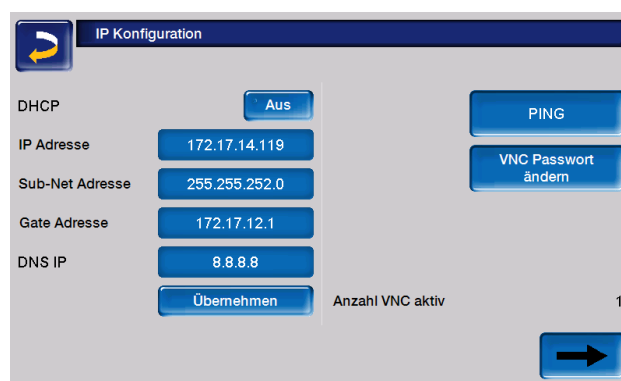 IP Konfiguration
DHCP
Aus
PING
IP Adresse
172.17.14.119
VNC Passwort
ändern
Sub-Net Adresse
255.255.252.0
Gate Adresse
172.17.12.1
DNS IP
8.8.8.8
Übernehmen
Anzahl VNC aktiv
1